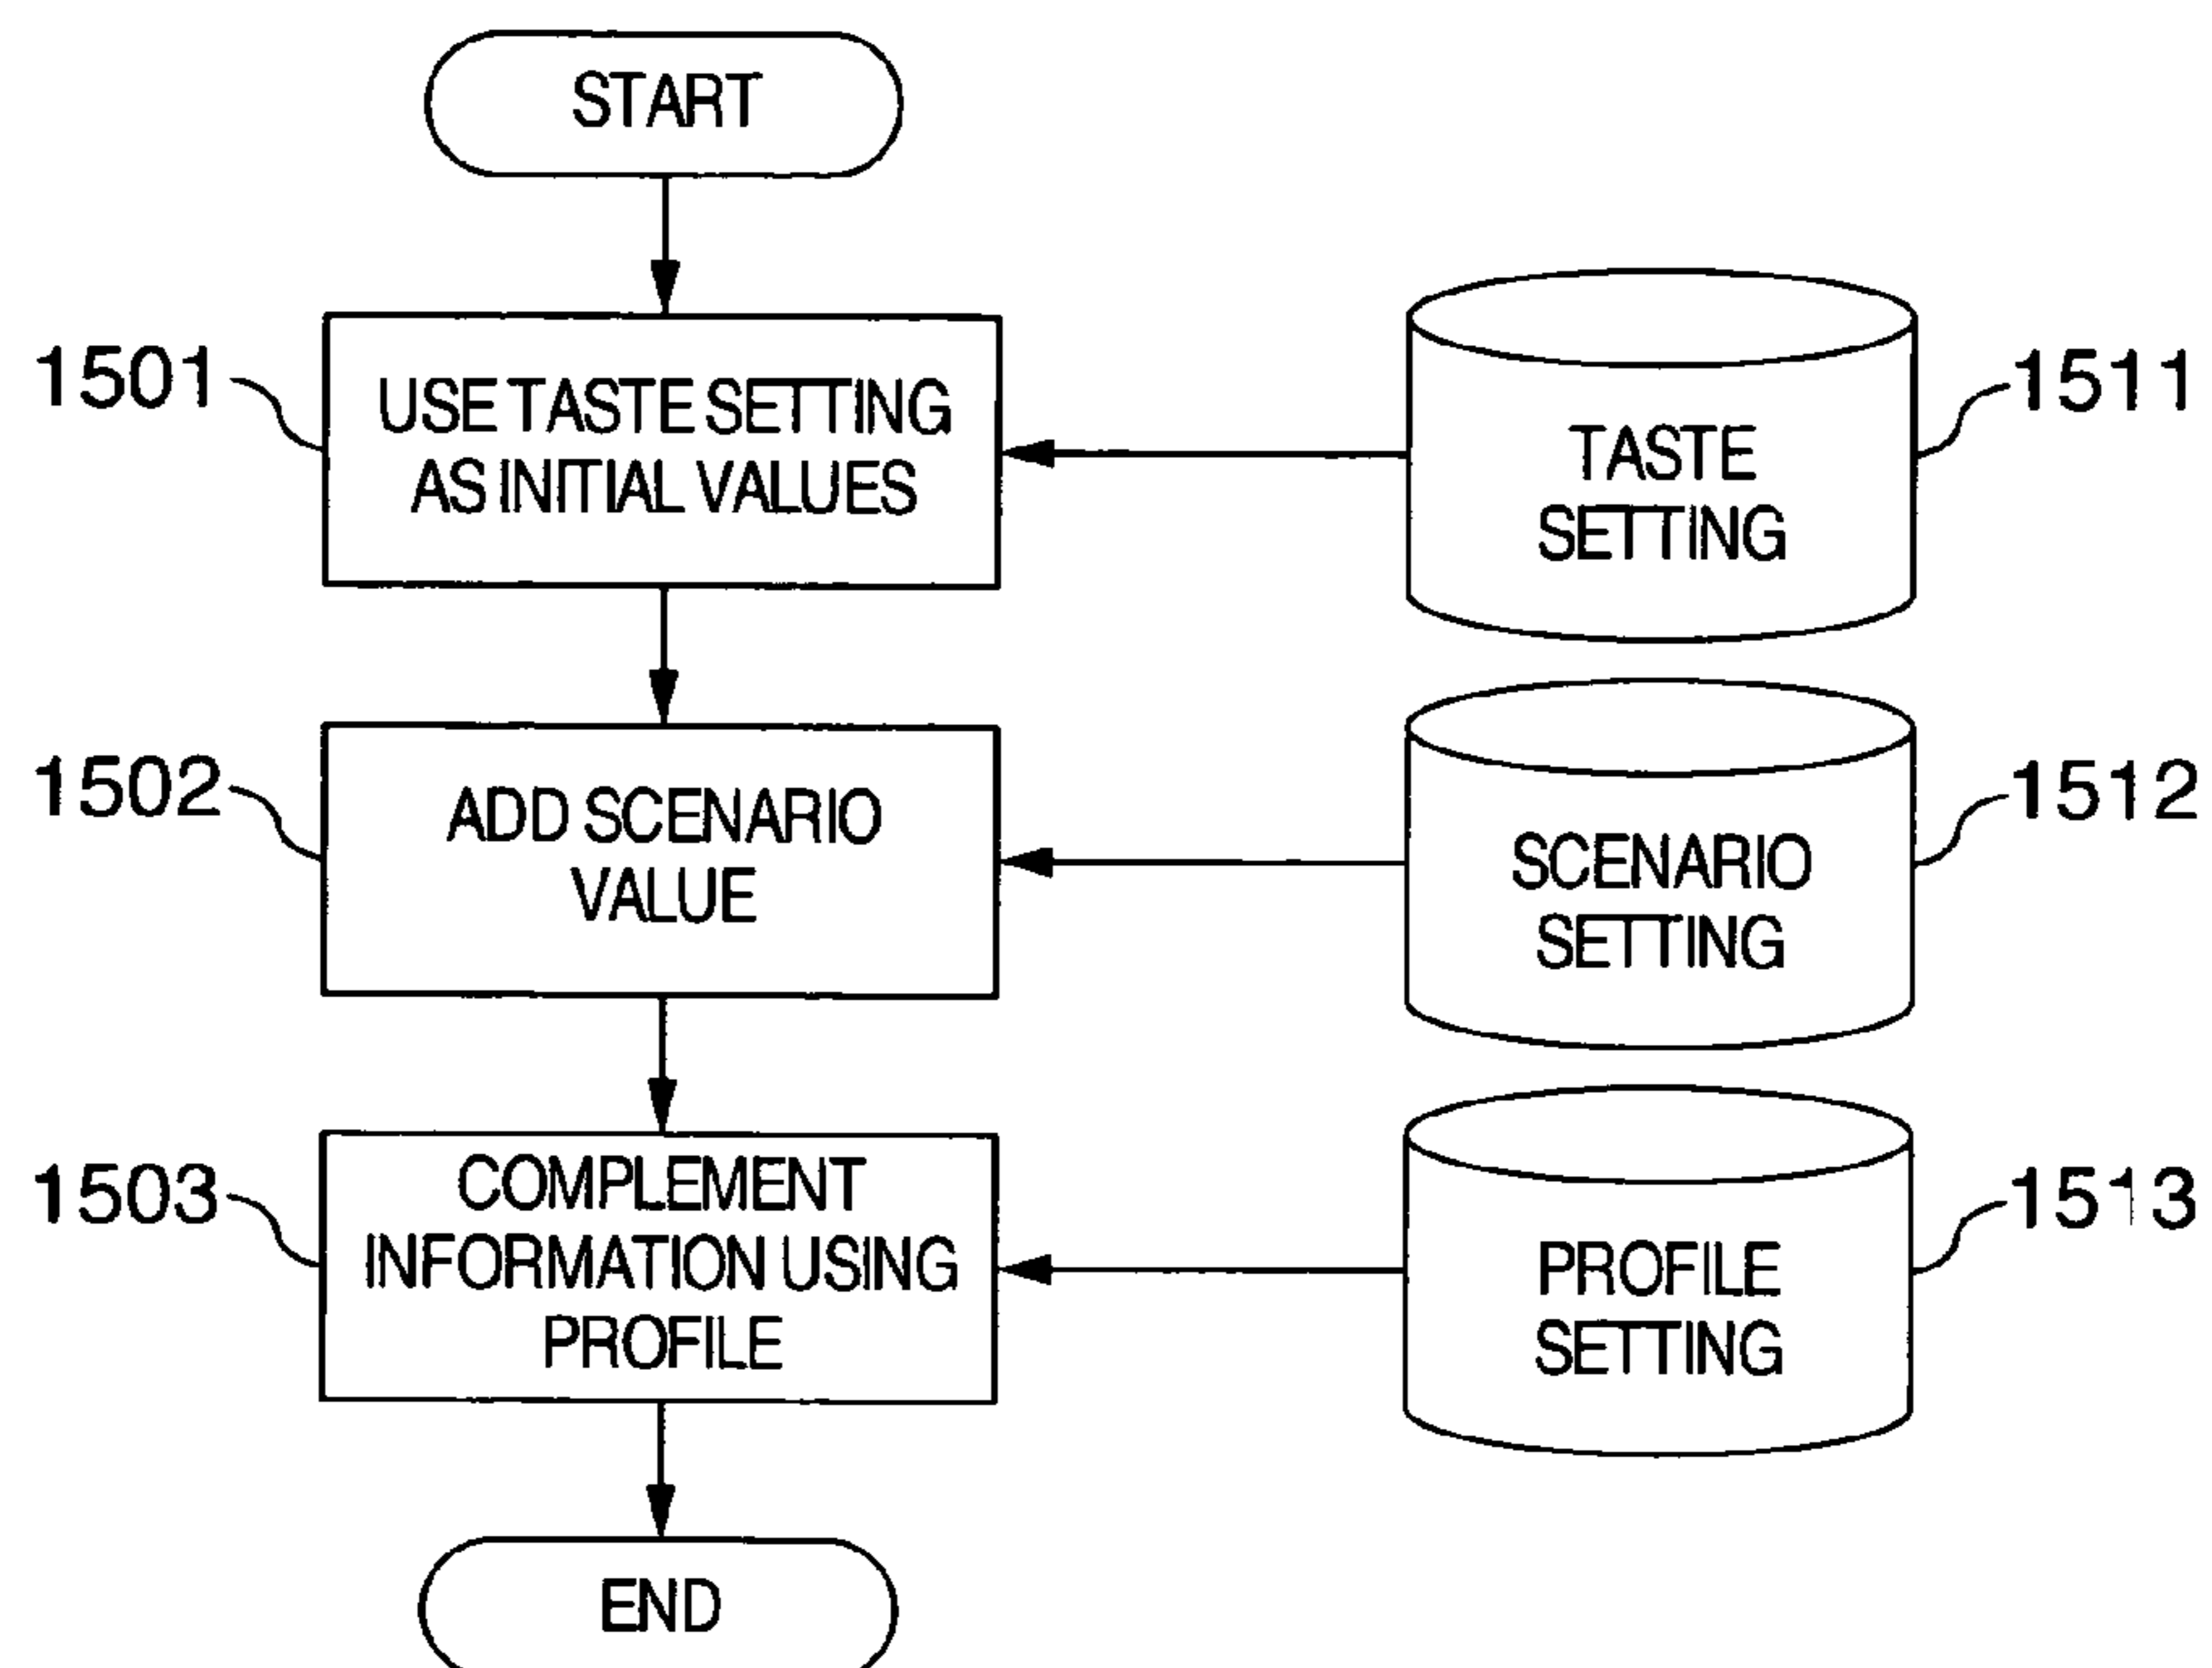 START
1501
USE TASTE SETTING
AS INITIAL VALUES
TASTE
SETTING
1511
1502
ADD SCENARIO
VALUE
SCENARIO
SETTING
1512
1503
COMPLEMENT
INFORMATION USING
PROFILE
PROFILE
SETTING
1513
END